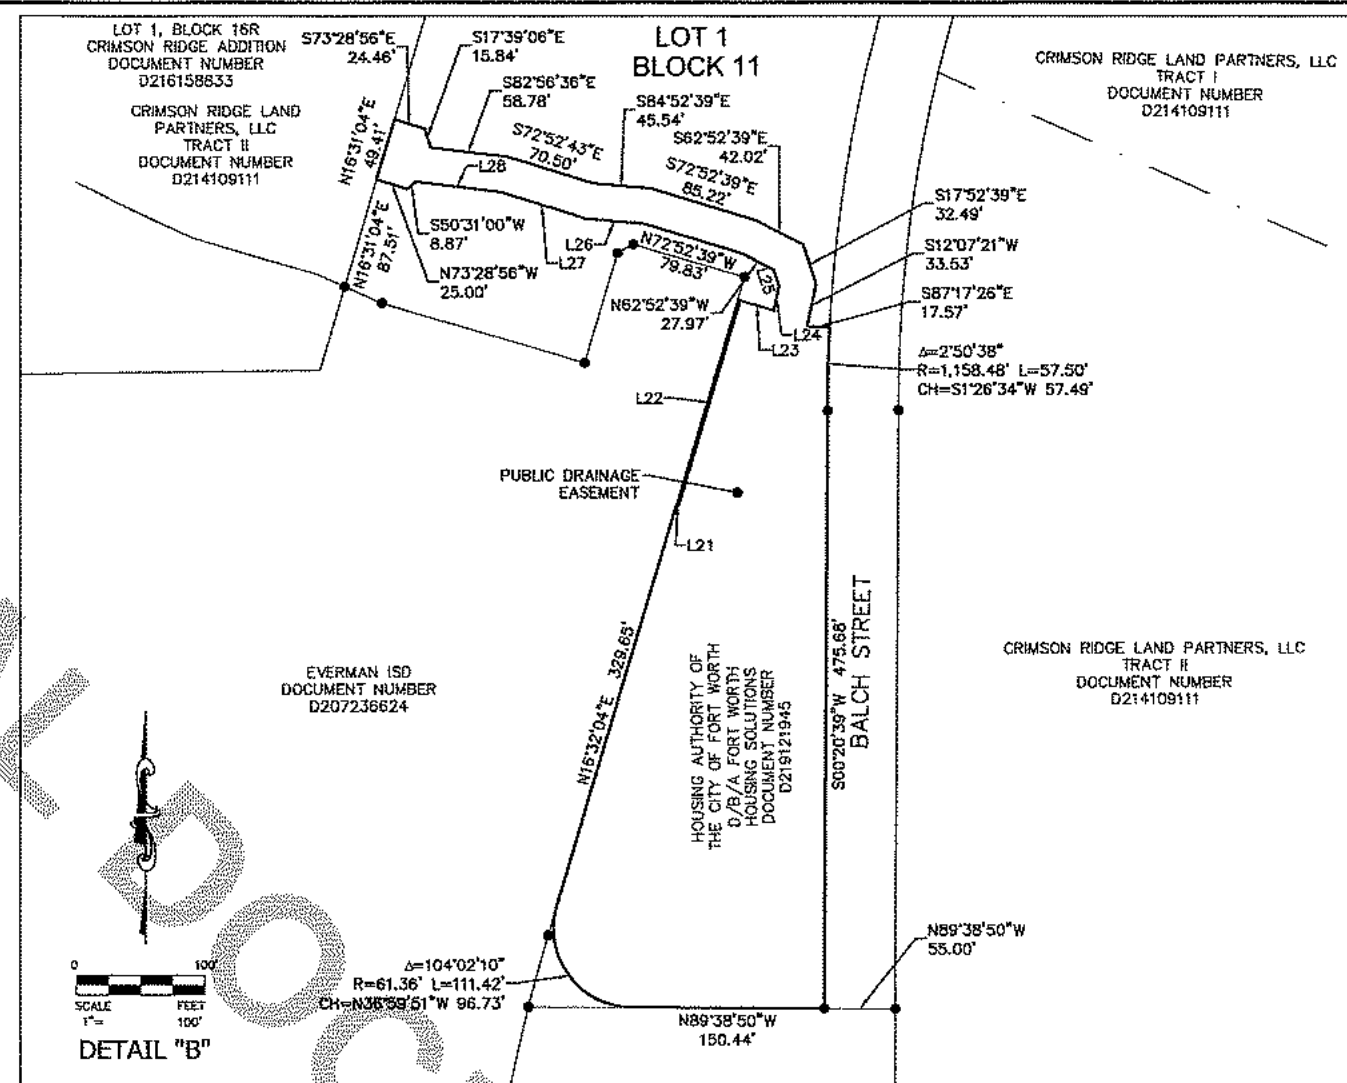 LOT 1, BLOCK 16R
CRIMSON RIDGE ADDITION
DOCUMENT NUMBER
D216158833
CRIMSON RIDGE LAND
PARTNERS, LLC
TRACT II
DOCUMENT NUMBER
D214109111
S73°28'56"E
24.46'
S17°39'06"E
15.84'
S82°56'36"E
58.78'
LOT 1
BLOCK 11
S84°52'39"E
45.54'
S72°52'43"E
70.50'
S62°52'39"E
42.02'
S72°52'39"E
85.22'
CRIMSON RIDGE LAND PARTNERS, LLC
TRACT I
DOCUMENT NUMBER
D214109111
N16°31'04"E
49.41'
L28
S17°52'39"E
32.49'
N16°31'04"E
87.51'
S50°31'00"W
8.87'
L26
L27
N72°52'39"W
79.83'
L25
S12°07'21"W
33.53'
N73°28'56"W
25.00'
N62°52'39"W
27.97'
S87°17'26"E
17.57'
L24
L23
Δ=2°50'38"
R=1,158.48' L=57.50'
CH=S1°26'34"W 57.49'
L22
PUBLIC DRAINAGE
EASEMENT
L21
N16°32'04"E 329.65'
EVERMAN ISD
DOCUMENT NUMBER
D207236624
HOUSING AUTHORITY OF
THE CITY OF FORT WORTH
D/B/A FORT WORTH
HOUSING SOLUTIONS
DOCUMENT NUMBER
D219121945
S00°20'39"W 475.68'
BALCH STREET
CRIMSON RIDGE LAND PARTNERS, LLC
TRACT II
DOCUMENT NUMBER
D214109111
N89°38'50"W
55.00'
Δ=104°02'10"
R=61.36' L=111.42'
CH=N36°59'51"W 96.73'
N89°38'50"W
150.44'
0 100'
SCALE FEET
1"= 100'
DETAIL "B"